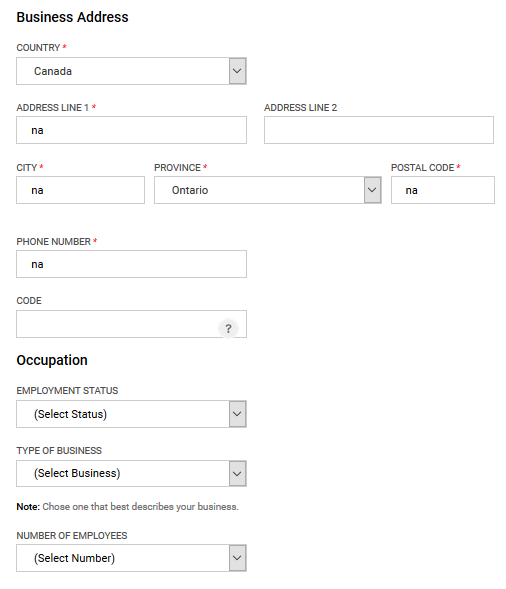 Business Address
COUNTRY *
Canada
ADDRESS LINE 1 * ADDRESS LINE 2
na
CITY * PROVINCE * POSTAL CODE *
na Ontario na
PHONE NUMBER *
na
CODE
?
Occupation
EMPLOYMENT STATUS
(Select Status)
TYPE OF BUSINESS
(Select Business)
Note: Chose one that best describes your business.
NUMBER OF EMPLOYEES
(Select Number)